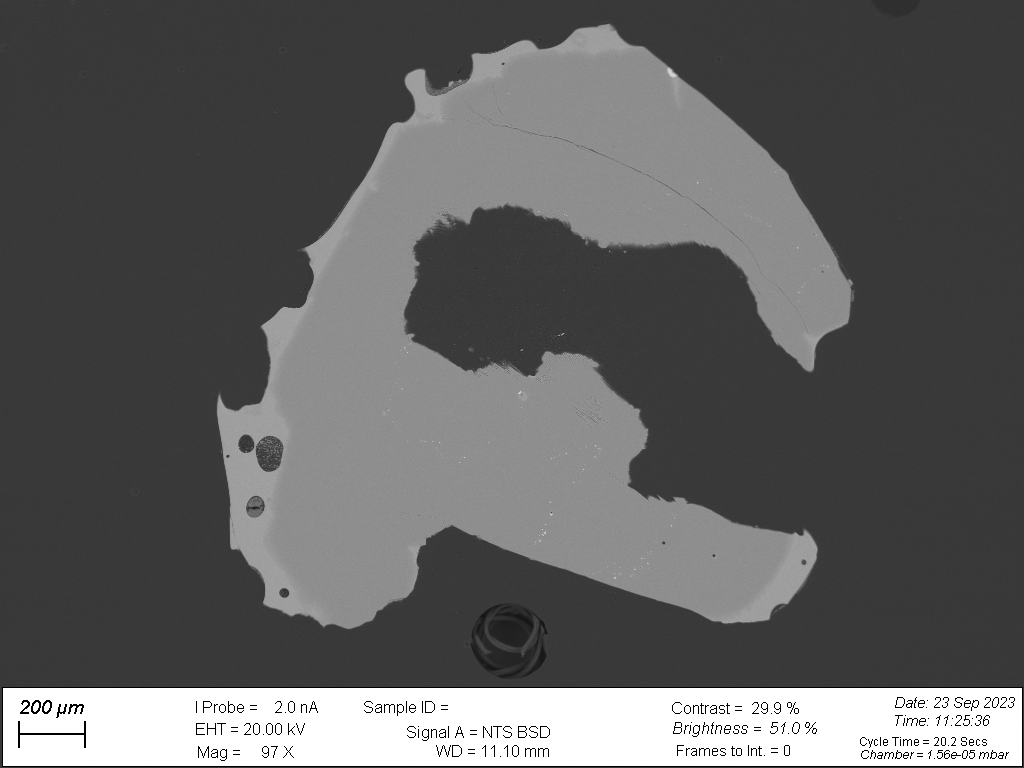 200 µm
I Probe = 2.0 nA
EHT = 20.00 kV
Mag = 97 X
Sample ID =
Signal A = NTS BSD
WD = 11.10 mm
Contrast = 29.9 %
Brightness = 51.0 %
Frames to Int. = 0
Date: 23 Sep 2023
Time: 11:25:36
Cycle Time = 20.2 Secs
Chamber = 1.56e-05 mbar